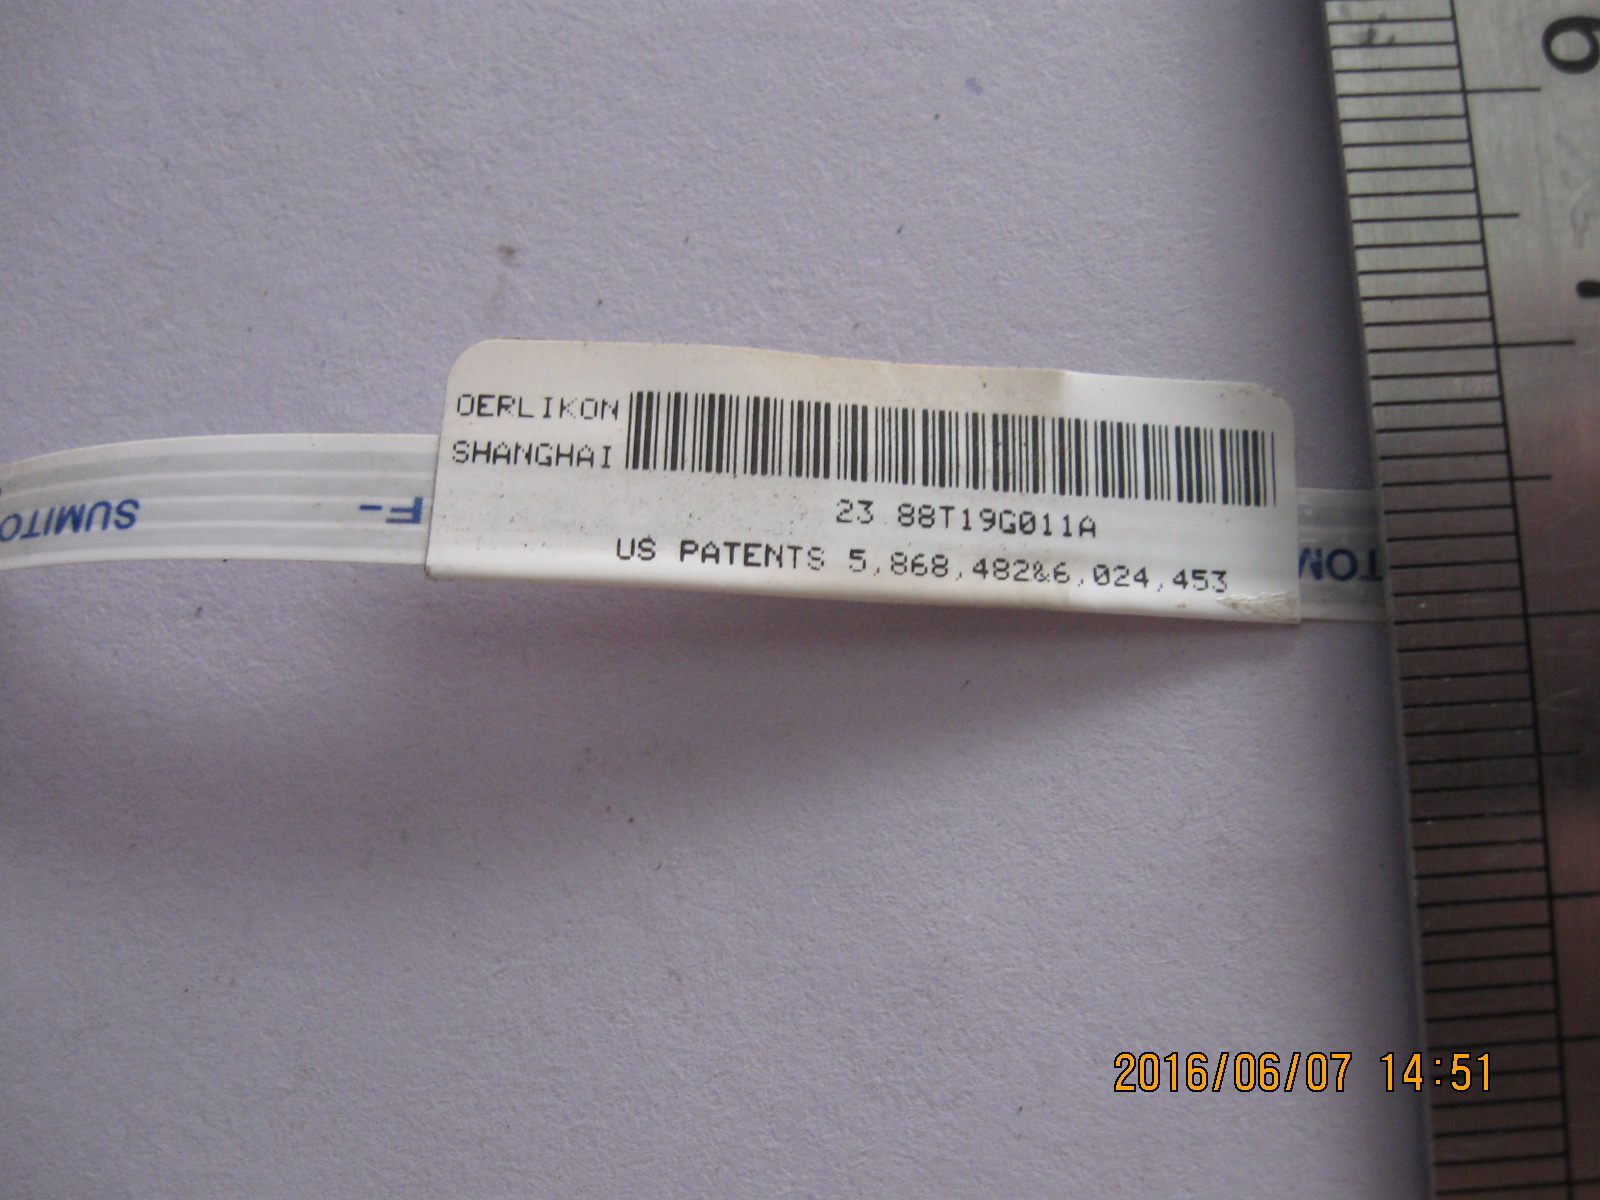 OERLIKON
SHANGHAI
23 88T19G011A
US PATENTS 5,868,482&6,024,453
SUMITO
F-
TOM
6
2016/06/07 14:51